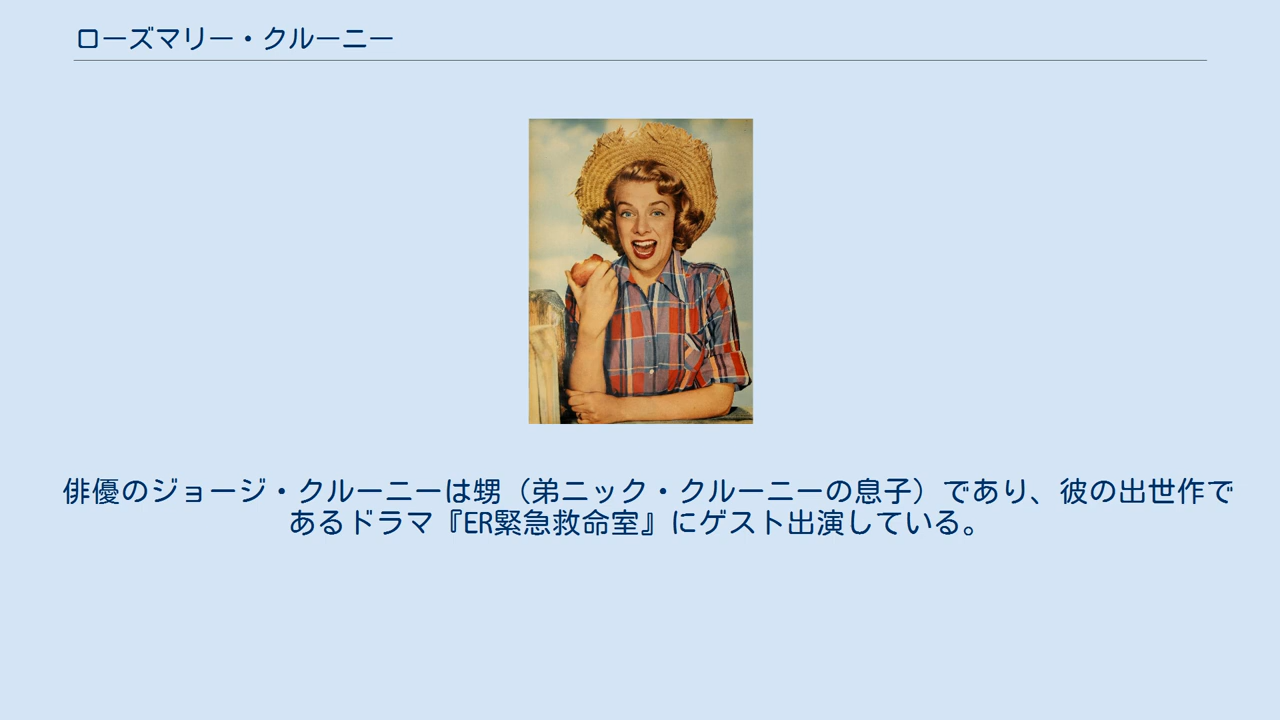 ローズマリー・クルーニー
俳優のジョージ・クルーニーは甥（弟ニック・クルーニーの息子）であり、彼の出世作で
あるドラマ『ER緊急救命室』にゲスト出演している。